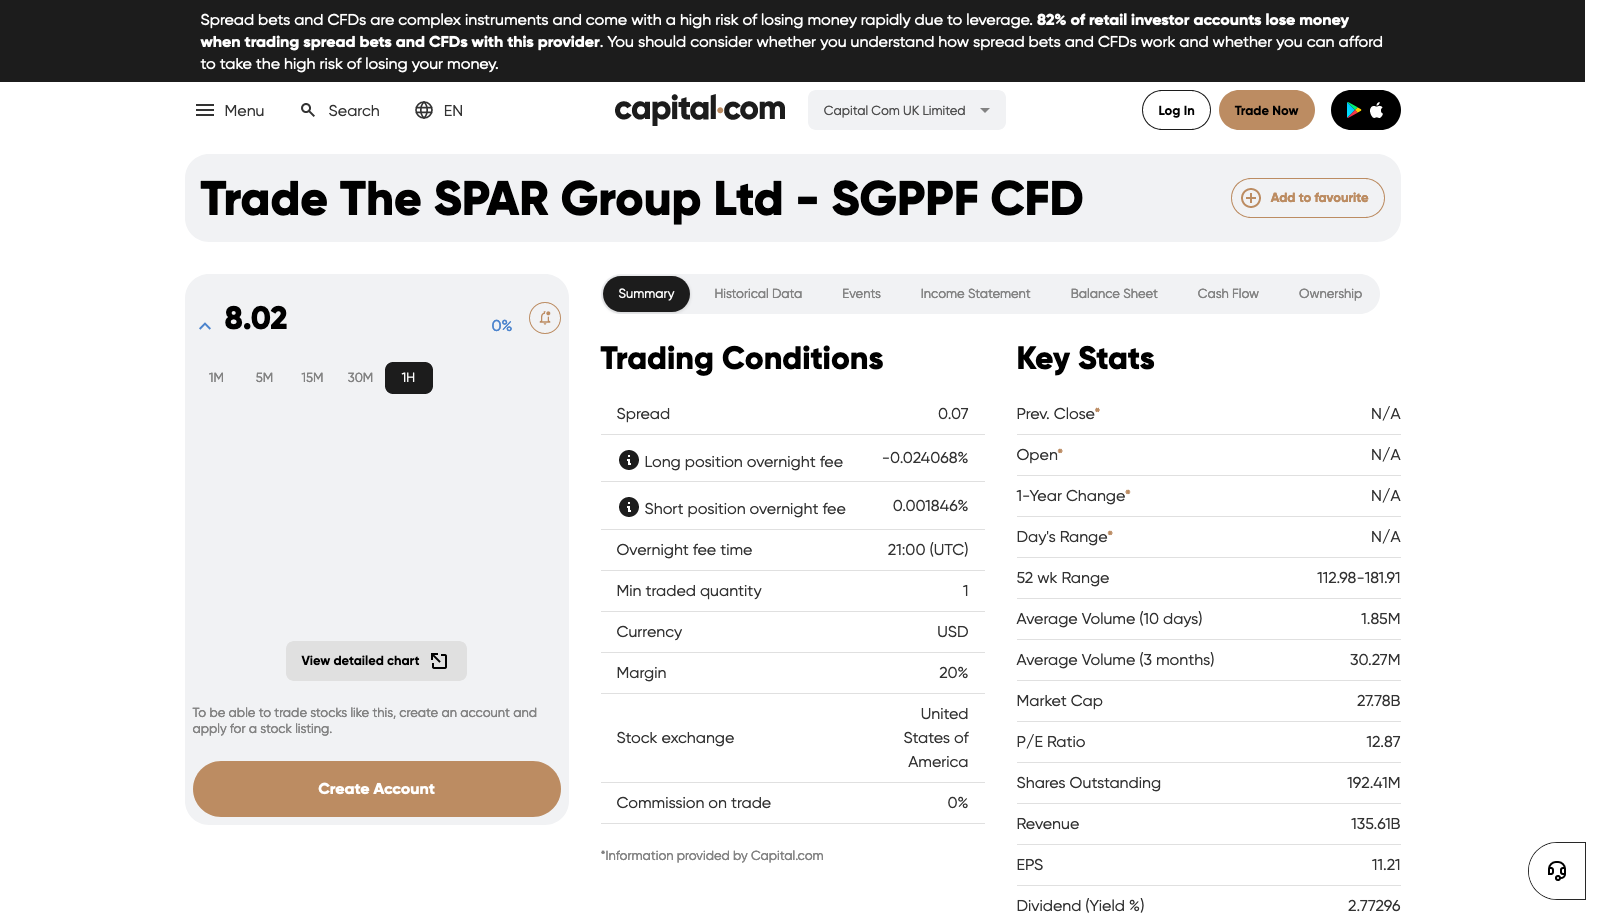 Spread bets and CFDs are complex instruments and come with a high risk of losing money rapidly due to leverage. 82% of retail investor accounts lose money
when trading spread bets and CFDs with this provider. You should consider whether you understand how spread bets and CFDs work and whether you can afford
to take the high risk of losing your money.
Menu Search EN capital.com Capital Com UK Limited Log In Trade Now
Trade The SPAR Group Ltd - SGPPF CFD
Add to favourite
8.02 0%
1M 5M 15M 30M 1H
View detailed chart
To be able to trade stocks like this, create an account and
apply for a stock listing.
Create Account
Summary Historical Data Events Income Statement Balance Sheet Cash Flow Ownership
Trading Conditions
Spread 0.07
Long position overnight fee -0.024068%
Short position overnight fee 0.001846%
Overnight fee time 21:00 (UTC)
Min traded quantity 1
Currency USD
Margin 20%
Stock exchange United
States of
America
Commission on trade 0%
*Information provided by Capital.com
Key Stats
Prev. Close* N/A
Open* N/A
1-Year Change* N/A
Day's Range* N/A
52 wk Range 112.98-181.91
Average Volume (10 days) 1.85M
Average Volume (3 months) 30.27M
Market Cap 27.78B
P/E Ratio 12.87
Shares Outstanding 192.41M
Revenue 135.61B
EPS 11.21
Dividend (Yield %) 2.77296